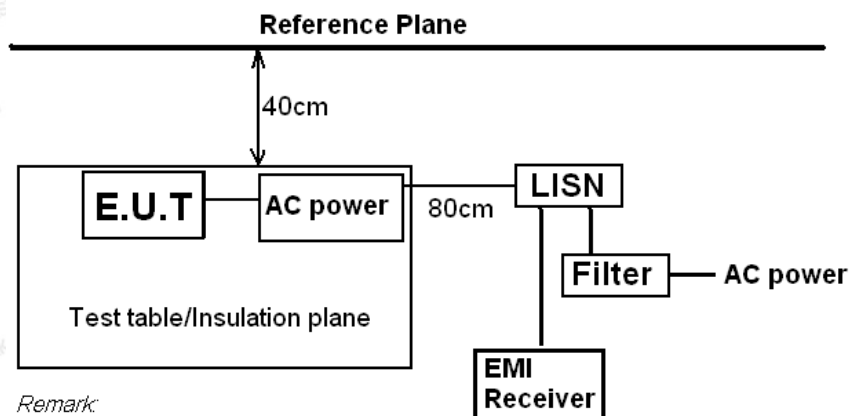 Reference Plane
40cm
E.U.T
AC power
80cm
LISN
Filter
AC power
Test table/Insulation plane
EMI
Receiver
Remark: